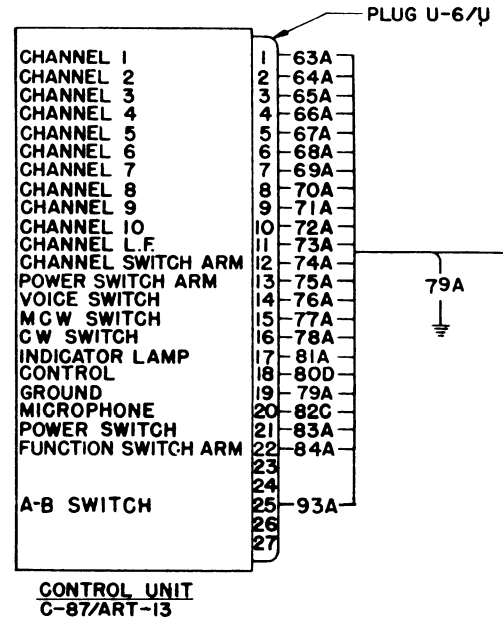 PLUG U-6/U
CHANNEL 1 1 63A
CHANNEL 2 2 64A
CHANNEL 3 3 65A
CHANNEL 4 4 66A
CHANNEL 5 5 67A
CHANNEL 6 6 68A
CHANNEL 7 7 69A
CHANNEL 8 8 70A
CHANNEL 9 9 71A
CHANNEL 10 10 72A
CHANNEL L.F. 11 73A
CHANNEL SWITCH ARM 12 74A
POWER SWITCH ARM 13 75A
VOICE SWITCH 14 76A
MCW SWITCH 15 77A
CW SWITCH 16 78A
INDICATOR LAMP 17 81A
CONTROL 18 80D
GROUND 19 79A
MICROPHONE 20 82C
POWER SWITCH 21 83A
FUNCTION SWITCH ARM 22 84A
23
24
A-B SWITCH 25 93A
26
27
79A
CONTROL UNIT
C-87/ART-13